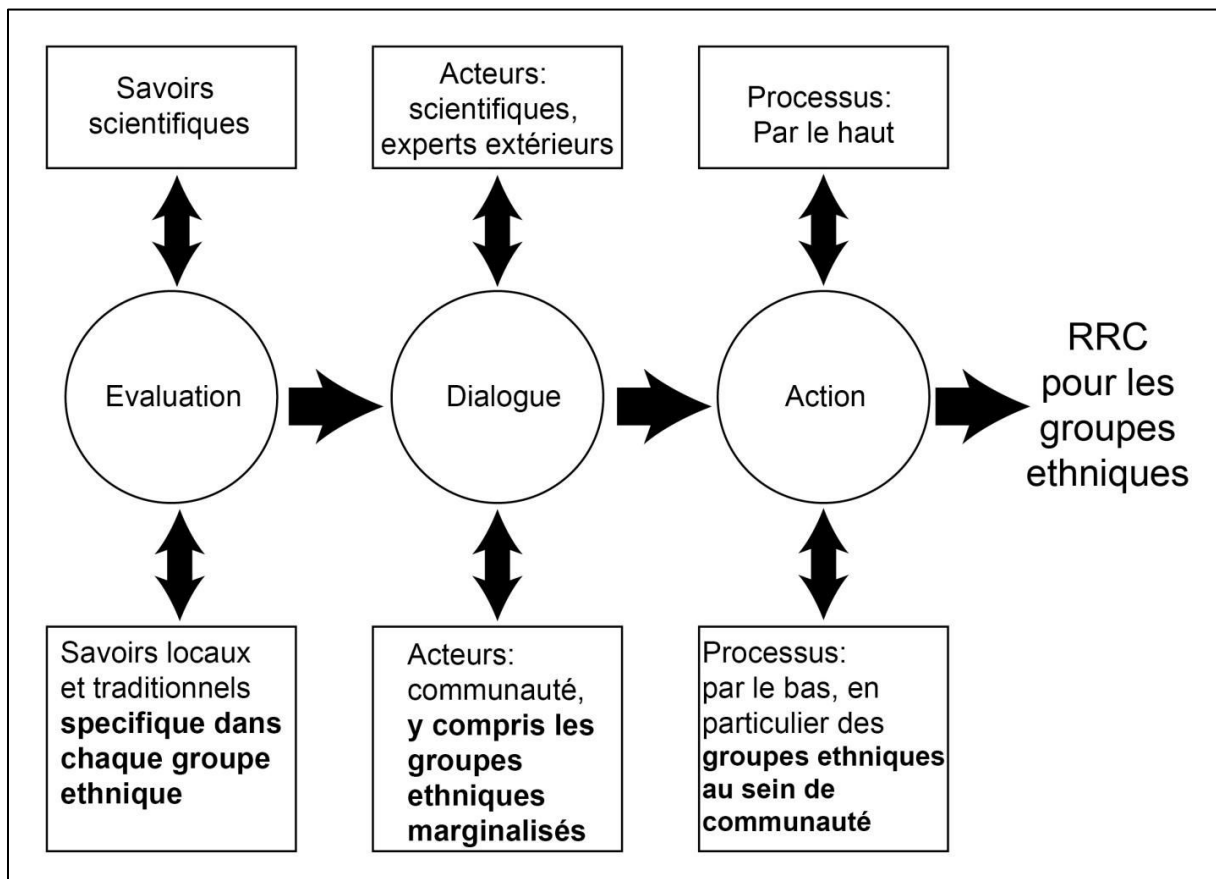 Savoirs
scientifiques
Acteurs:
scientifiques,
experts extérieurs
Processus:
Par le haut
Evaluation
Dialogue
Action
RRC
pour les
groupes
ethniques
Savoirs locaux
et traditionnels
specifique dans
chaque groupe
ethnique
Acteurs:
communauté,
y compris les
groupes
ethniques
marginalisés
Processus:
par le bas, en
particulier des
groupes ethniques
au sein de
communauté